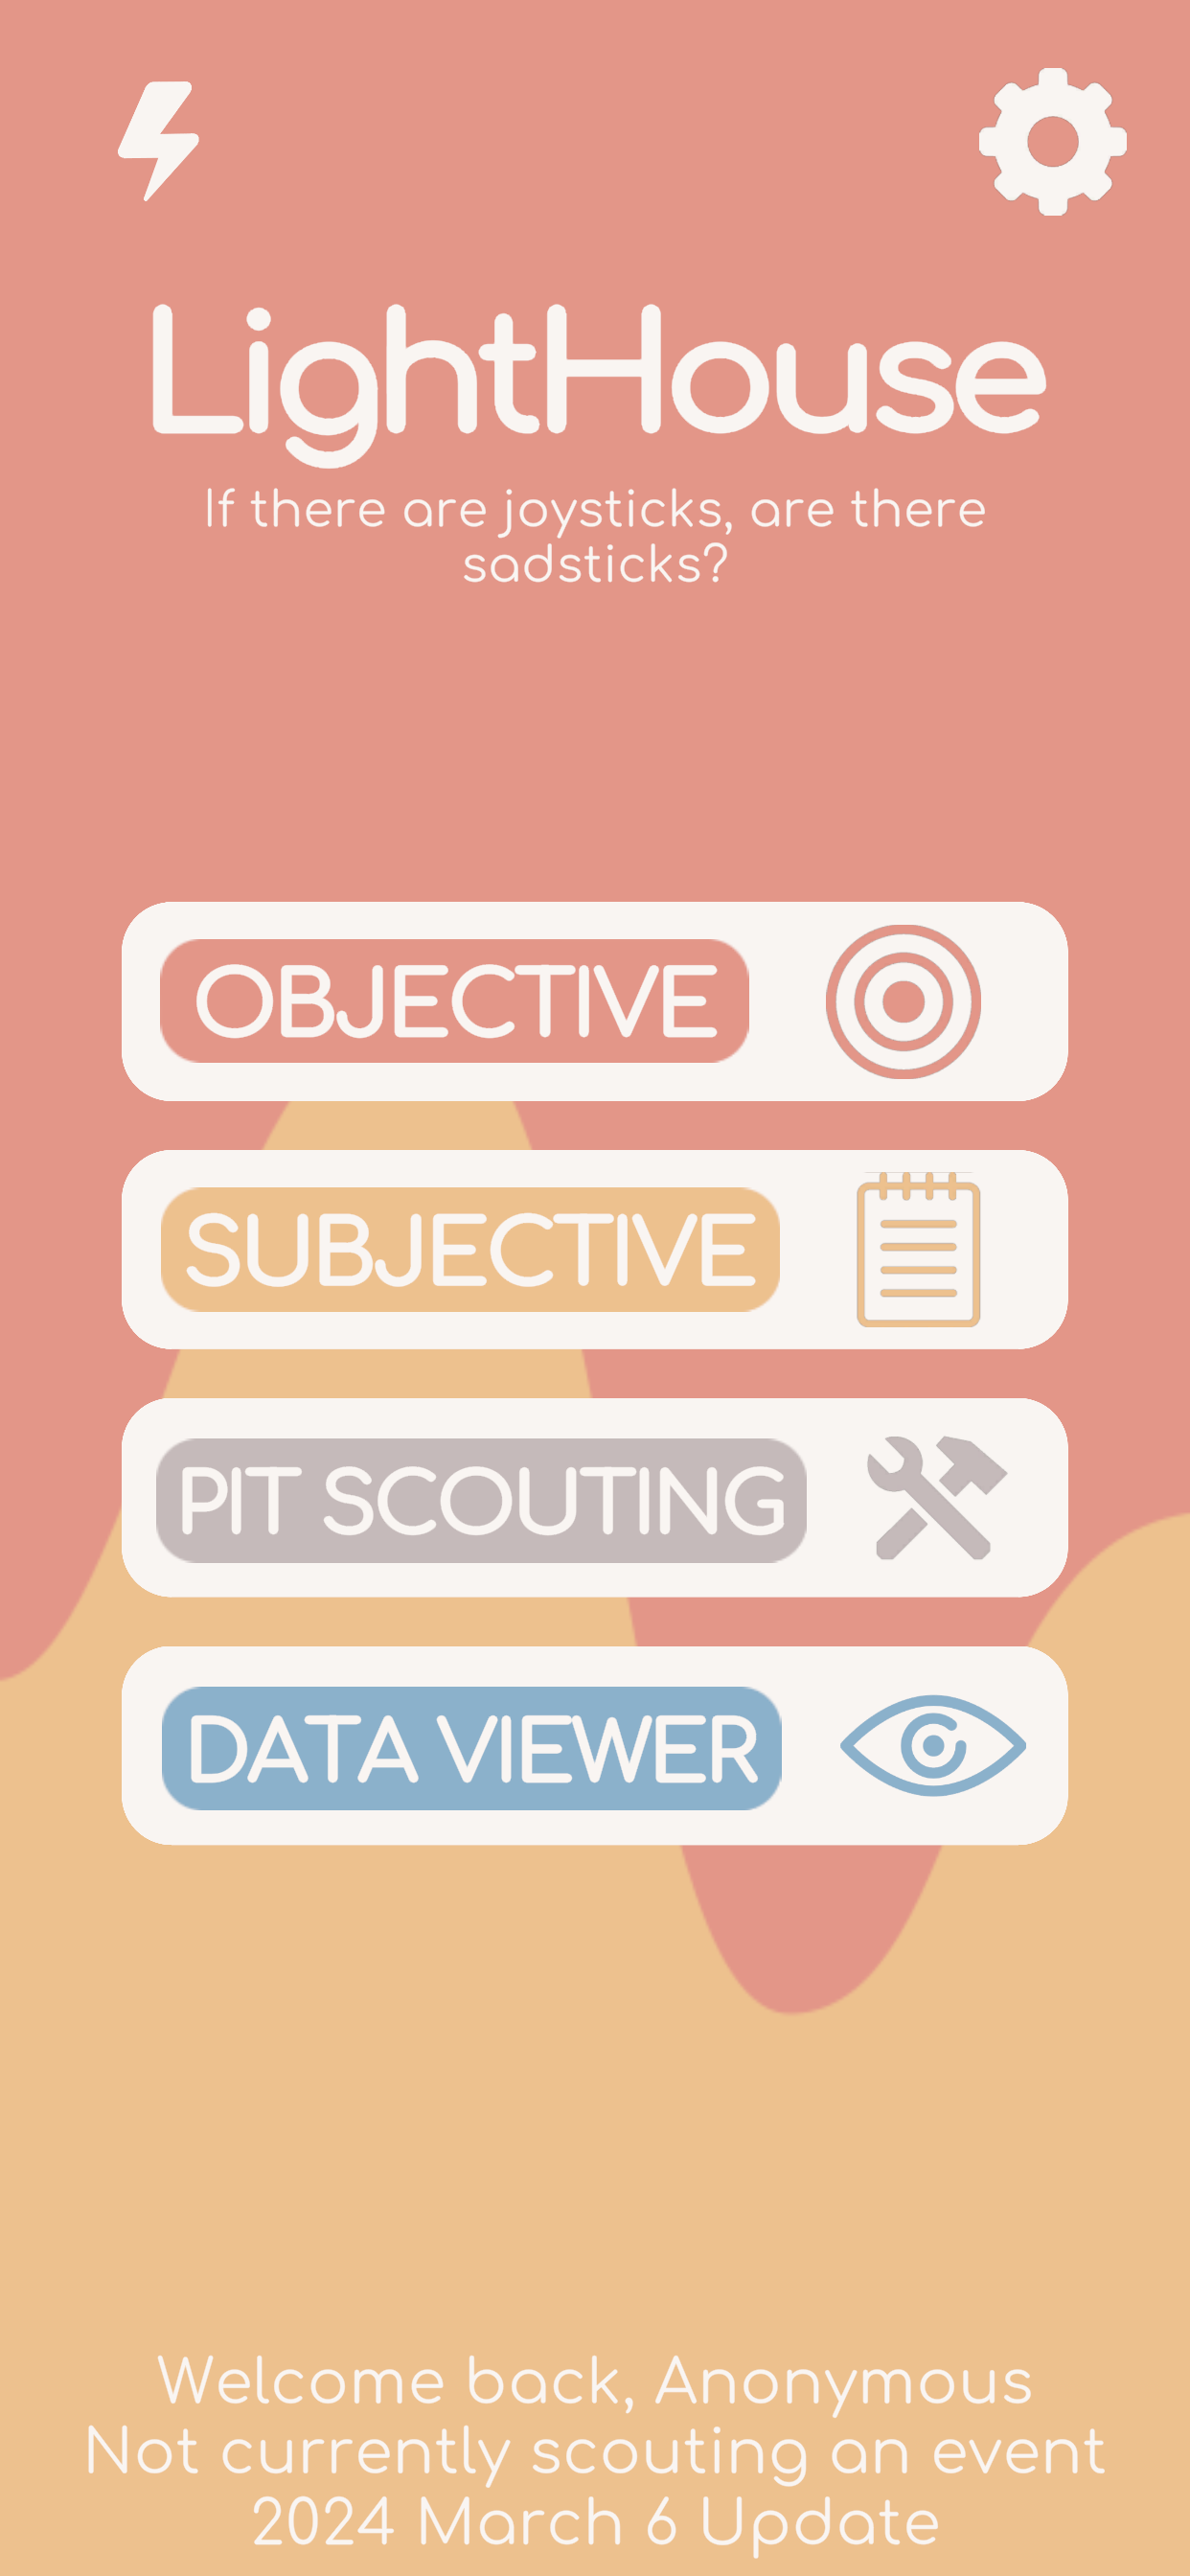 LightHouse
If there are joysticks, are there
sadsticks?
OBJECTIVE
SUBJECTIVE
PIT SCOUTING
DATA VIEWER
Welcome back, Anonymous
Not currently scouting an event
2024 March 6 Update